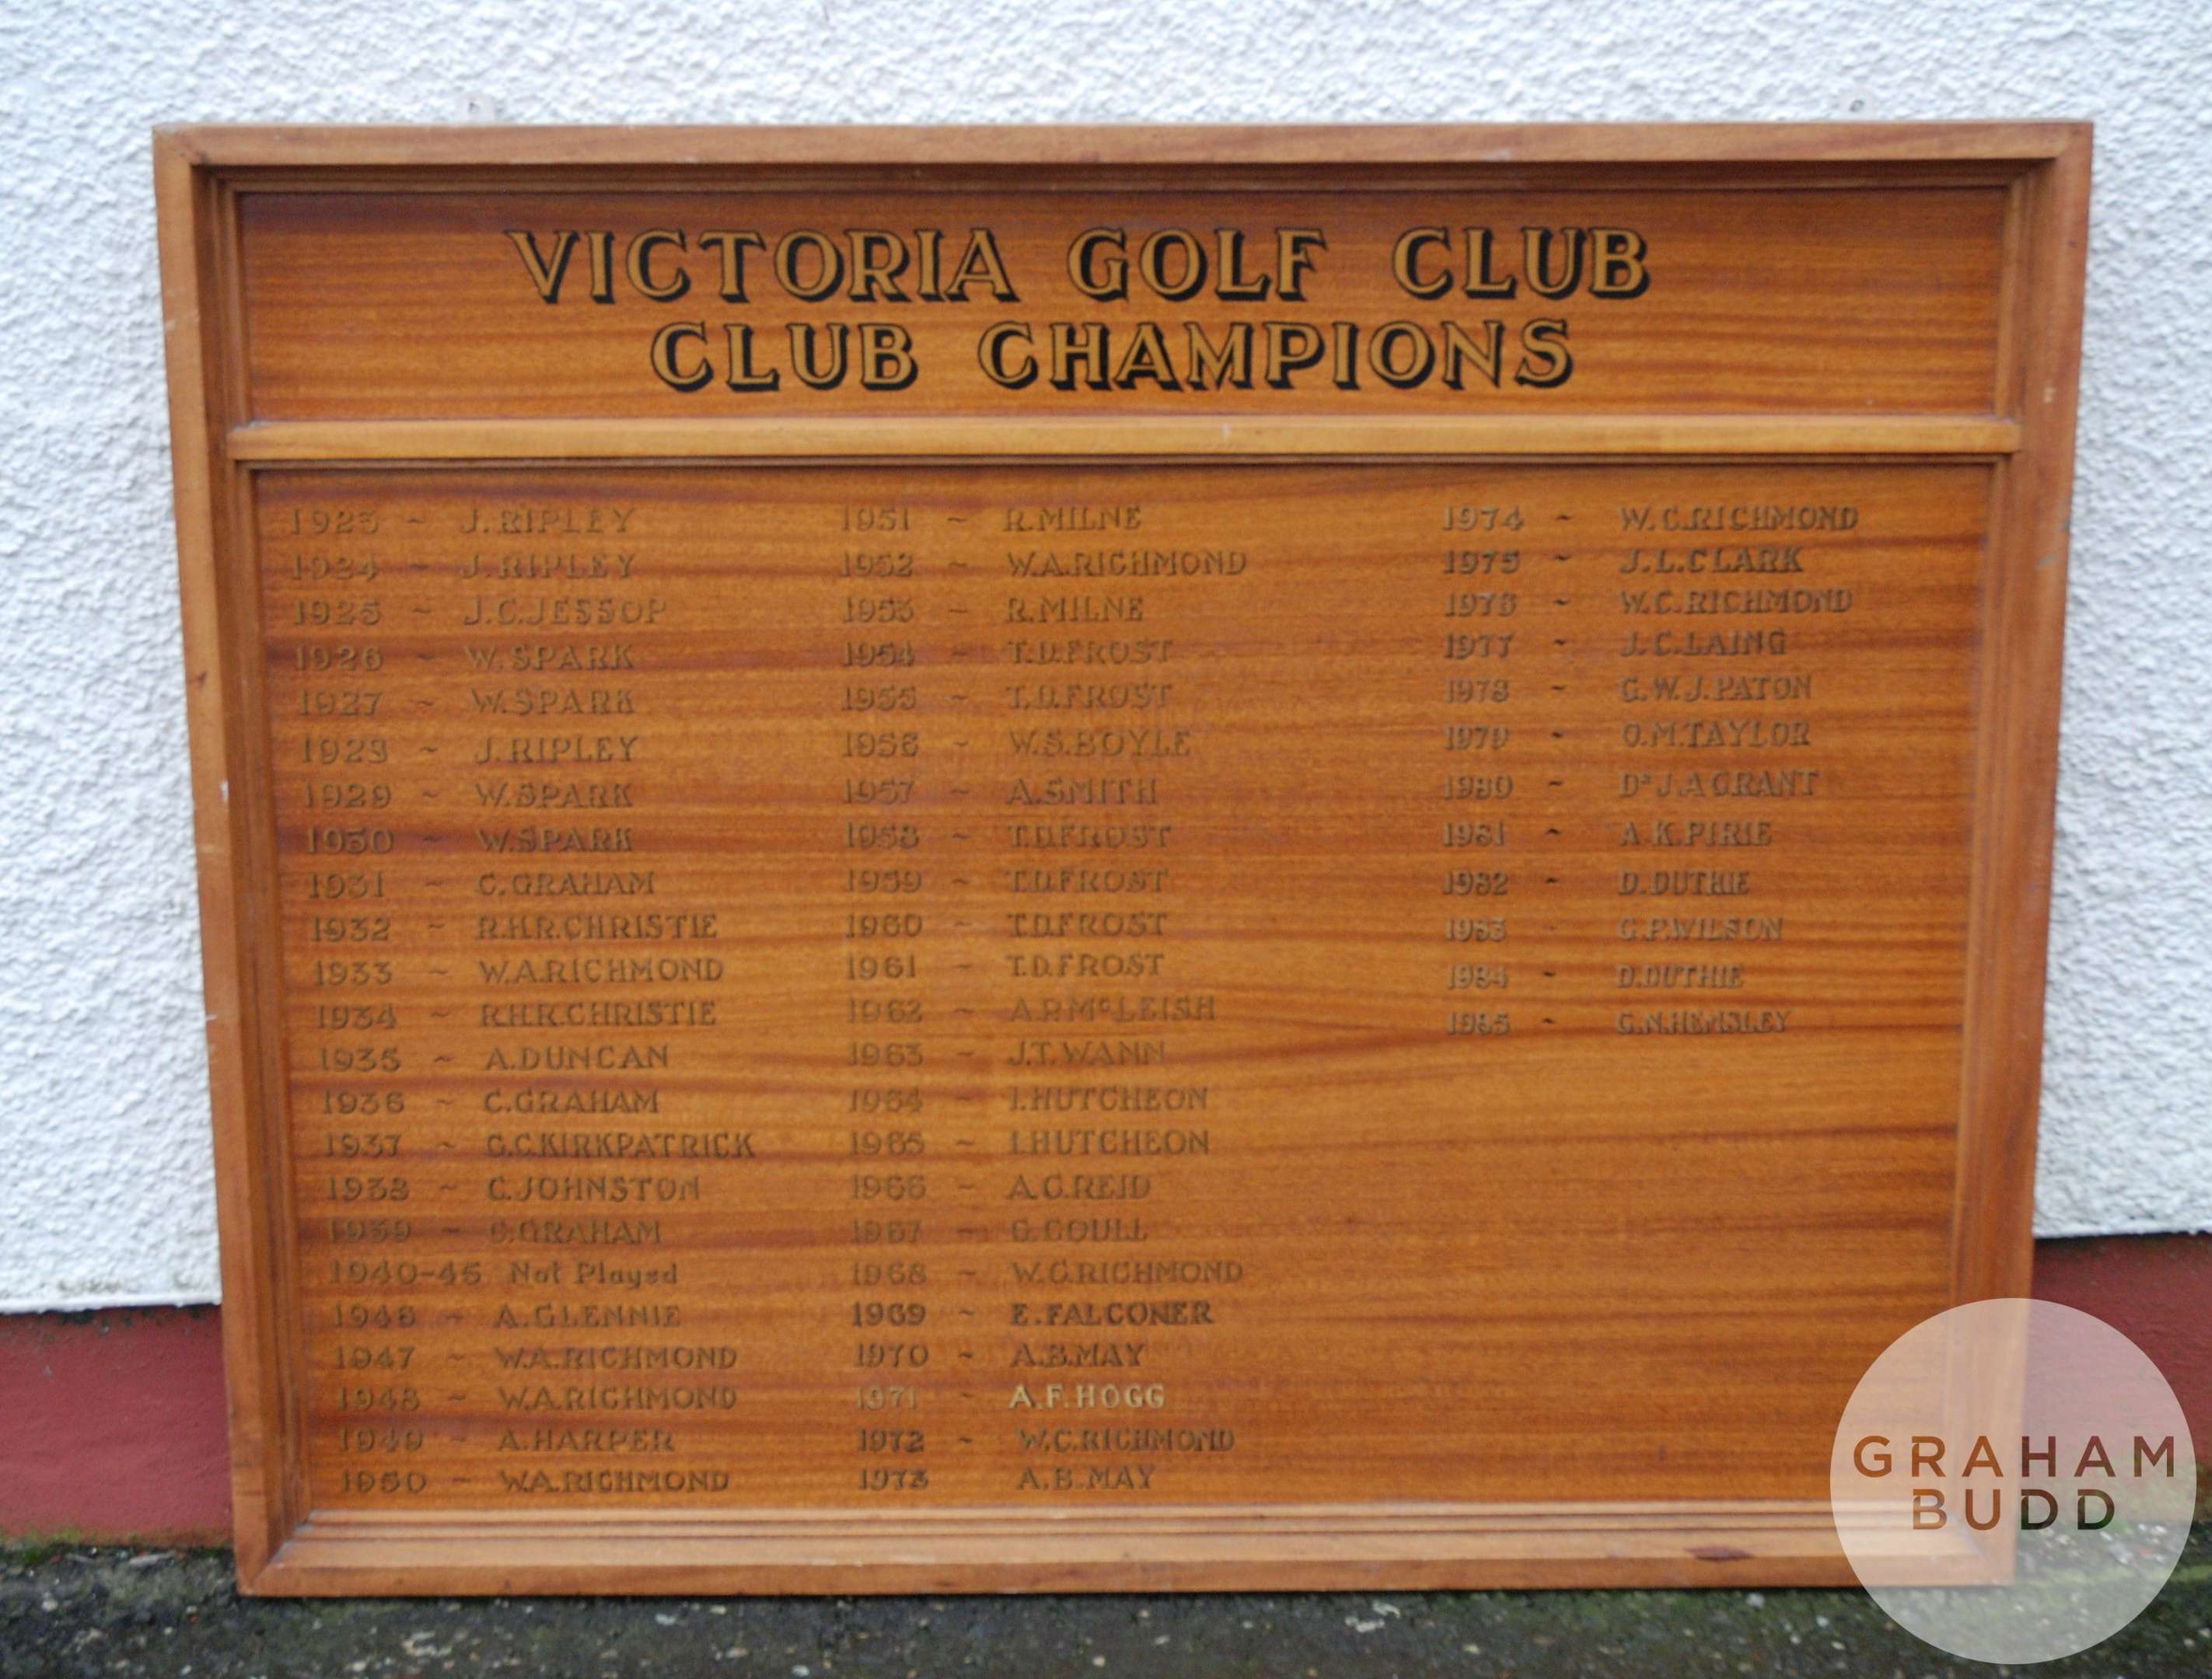 VICTORIA GOLF CLUB
CLUB CHAMPIONS
1923 ~ J.RIPLEY
1924 ~ J.RIPLEY
1925 ~ J.C.JESSOP
1926 ~ W.SPARK
1927 ~ W.SPARK
1928 ~ J.RIPLEY
1929 ~ W.SPARK
1930 ~ W.SPARK
1931 ~ C.GRAHAM
1932 ~ R.H.R.CHRISTIE
1933 ~ W.A.RICHMOND
1934 ~ R.H.R.CHRISTIE
1935 ~ A.DUNCAN
1936 ~ C.GRAHAM
1937 ~ G.C.KIRKPATRICK
1938 ~ C.JOHNSTON
1939 ~ C.GRAHAM
1940-45 Not Played
1946 ~ A.GLENNIE
1947 ~ W.A.RICHMOND
1948 ~ W.A.RICHMOND
1949 ~ A.HARPER
1950 ~ W.A.RICHMOND
1951 ~ R.MILNE
1952 ~ W.A.RICHMOND
1953 ~ R.MILNE
1954 ~ T.D.FROST
1955 ~ T.D.FROST
1956 ~ W.S.BOYLE
1957 ~ A.SMITH
1958 ~ T.D.FROST
1959 ~ T.D.FROST
1960 ~ T.D.FROST
1961 ~ T.D.FROST
1962 ~ A.P.McLEISH
1963 ~ J.T.WANN
1964 ~ I.HUTCHEON
1965 ~ I.HUTCHEON
1966 ~ A.G.REID
1967 ~ G.COULL
1968 ~ W.C.RICHMOND
1969 ~ E.FALCONER
1970 ~ A.B.MAY
1971 ~ A.F.HOGG
1972 ~ W.C.RICHMOND
1973 A.B.MAY
1974 ~ W.C.RICHMOND
1975 ~ J.L.CLARK
1976 ~ W.C.RICHMOND
1977 ~ J.C.LAING
1978 ~ G.W.J.PATON
1979 ~ O.M.TAYLOR
1980 ~ Dr J.A GRANT
1981 ~ A.K.PIRIE
1982 ~ D.DUTHIE
1983 ~ G.P.WILSON
1984 ~ D.DUTHIE
1985 ~ G.N.HEMSLEY
GRAHAM
BUDD